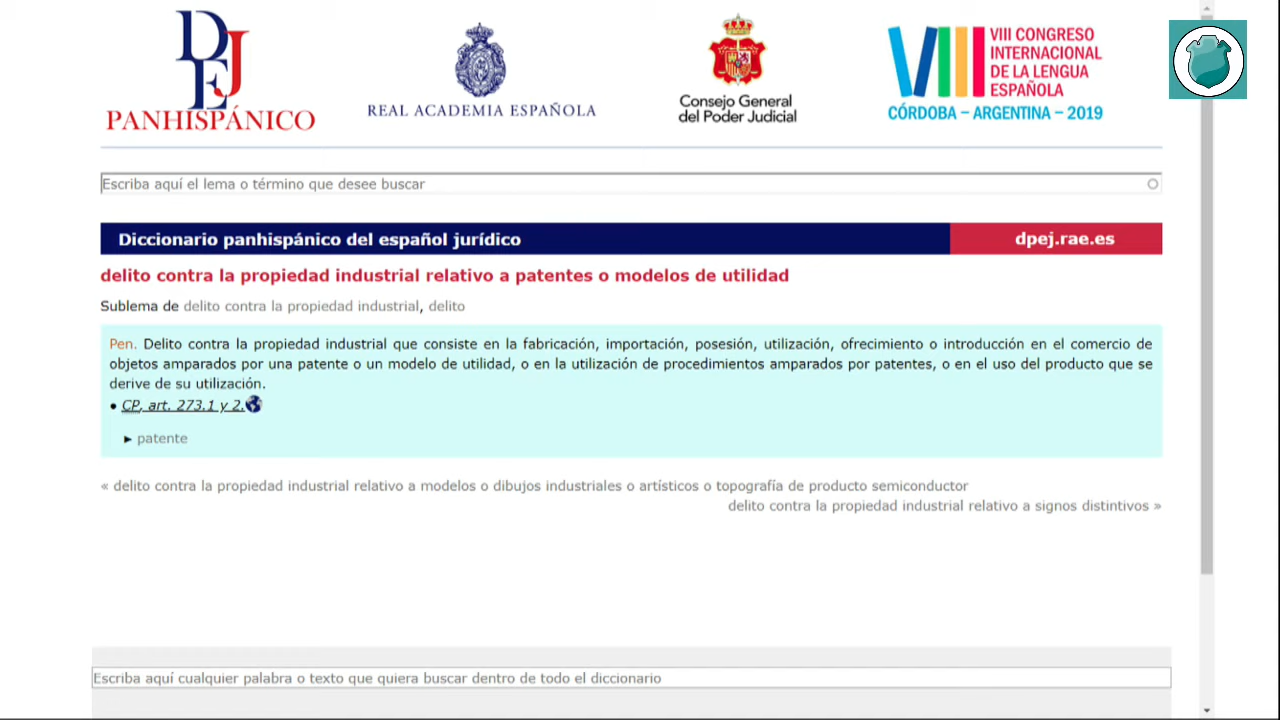 DEJ
PANHISPÁNICO
REAL ACADEMIA ESPAÑOLA
Consejo General
del Poder Judicial
VIII CONGRESO
INTERNACIONAL
DE LA LENGUA
ESPAÑOLA
CÓRDOBA – ARGENTINA – 2019
Escriba aquí el lema o término que desee buscar
Diccionario panhispánico del español jurídico
dpej.rae.es
delito contra la propiedad industrial relativo a patentes o modelos de utilidad
Sublema de delito contra la propiedad industrial, delito
Pen. Delito contra la propiedad industrial que consiste en la fabricación, importación, posesión, utilización, ofrecimiento o introducción en el comercio de
objetos amparados por una patente o un modelo de utilidad, o en la utilización de procedimientos amparados por patentes, o en el uso del producto que se
derive de su utilización.
• CP, art. 273.1 y 2.
► patente
« delito contra la propiedad industrial relativo a modelos o dibujos industriales o artísticos o topografía de producto semiconductor
delito contra la propiedad industrial relativo a signos distintivos »
Escriba aquí cualquier palabra o texto que quiera buscar dentro de todo el diccionario